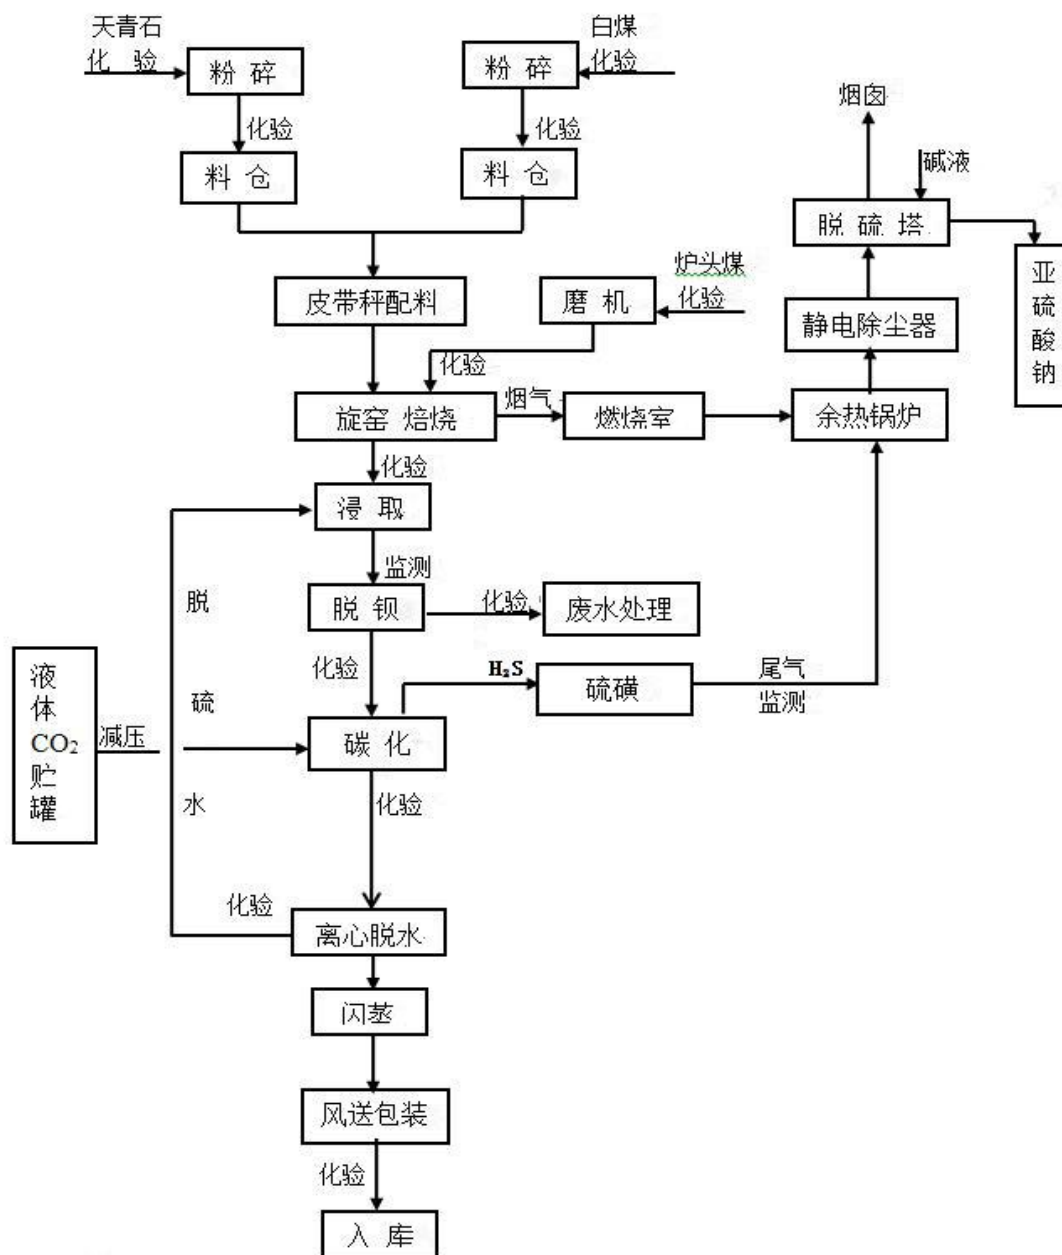 天青石
化 验
粉 碎
化验
料 仓
白煤
化验
粉 碎
化验
料 仓
皮带秤配料
炉头煤
化验
磨 机
化验
旋窑 焙烧
烟气
燃烧室
余热锅炉
静电除尘器
脱 硫 塔
碱液
烟囱
亚硫酸钠
化验
浸 取
监测
脱 钡
化验
废水处理
化验
H₂S
硫磺
尾气
监测
液体CO₂贮罐
减压
碳 化
脱硫水
化验
化验
离心脱水
闪蒸
风送包装
化验
入 库